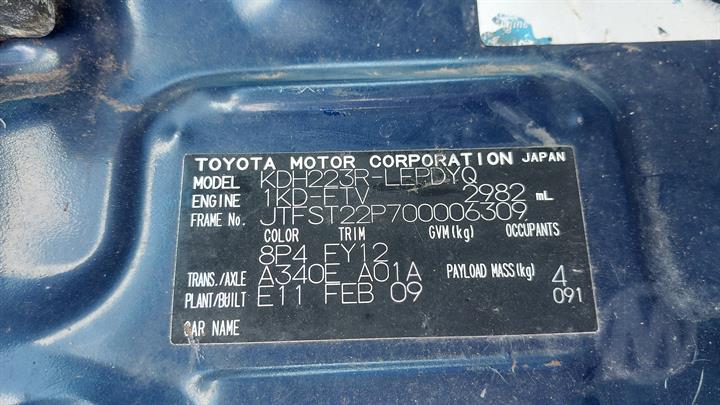 TOYOTA MOTOR CORPORATION JAPAN
MODEL KDH223R-LEPDYQ
ENGINE 1KD-FTV 2982 mL
FRAME No. JTFST22P700006309
COLOR TRIM GVM(kg) OCCUPANTS
8P4 FY12
TRANS./AXLE A340E A01A PAYLOAD MASS(kg) 4-
PLANT/BUILT E11 FEB 09 091
CAR NAME